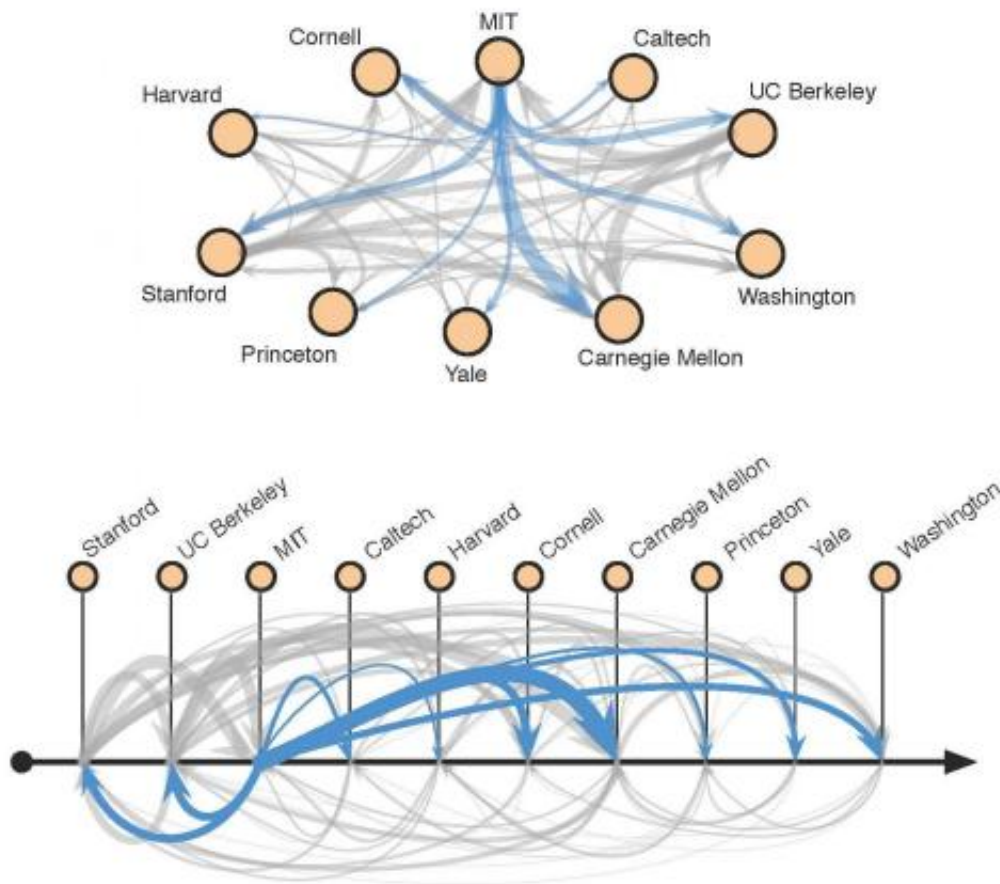 MIT
Cornell
Caltech
Harvard
UC Berkeley
Stanford
Washington
Princeton
Yale
Carnegie Mellon
Stanford
UC Berkeley
MIT
Caltech
Harvard
Cornell
Carnegie Mellon
Princeton
Yale
Washington